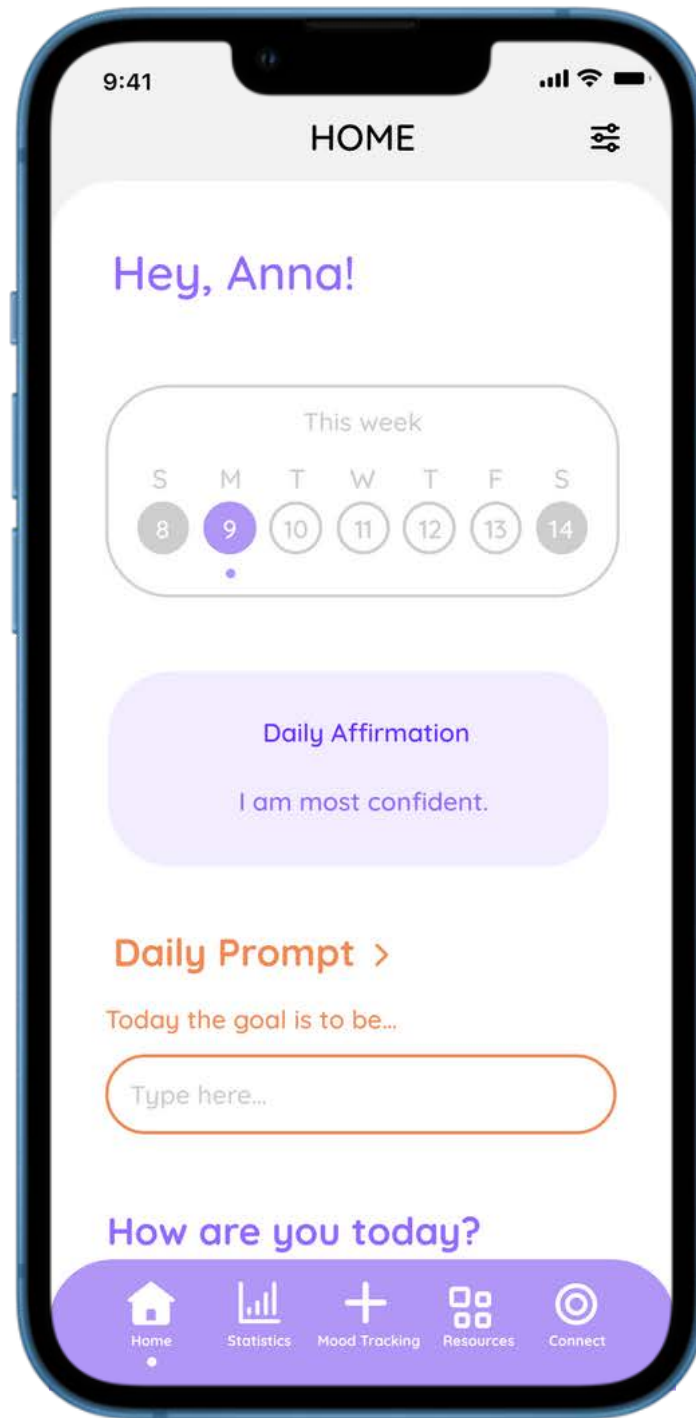 9:41
HOME
Hey, Anna!
This week
S M T W T F S
8 9 10 11 12 13 14
Daily Affirmation
I am most confident.
Daily Prompt >
Today the goal is to be...
Type here...
How are you today?
Home Statistics Mood Tracking Resources Connect